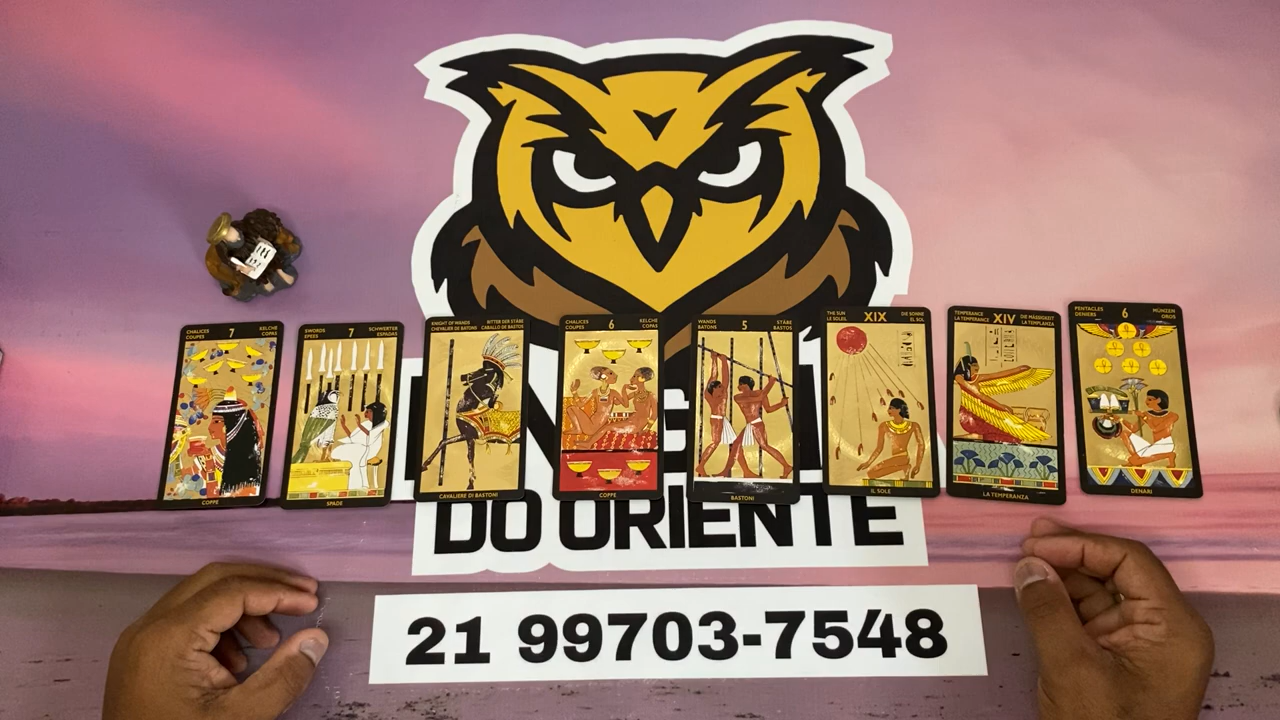 CHALICES COUPES 7 KELCHE COPAS
COPPE
SWORDS EPEES 7 SCHWERTER ESPADAS
SPADE
KNIGHT OF WANDS CHEVALIER DE BATONS RITTER DER STÄBE CABALLO DE BASTOS
CAVALIERE DI BASTONI
CHALICES COUPES 6 KELCHE COPAS
COPPE
WANDS BATONS 5 STÄBE BASTOS
BASTONI
THE SUN LE SOLEIL XIX DIE SONNE EL SOL
IL SOLE
TEMPERANCE LA TEMPERANCE XIV DIE MÄSSIGKEIT LA TEMPLANZA
LA TEMPERANZA
PENTACLES DENIERS 6 MÜNZEN OROS
DENARI
DO ORIENTE
21 99703-7548